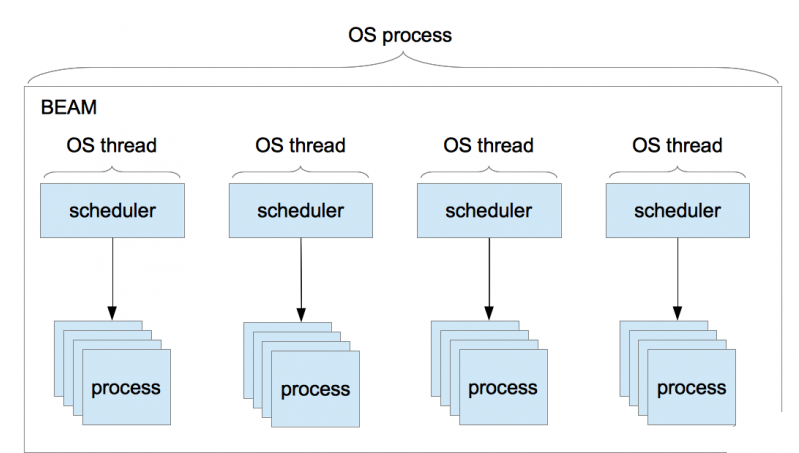 OS process
BEAM
OS thread OS thread OS thread OS thread
scheduler scheduler scheduler scheduler
process process process process